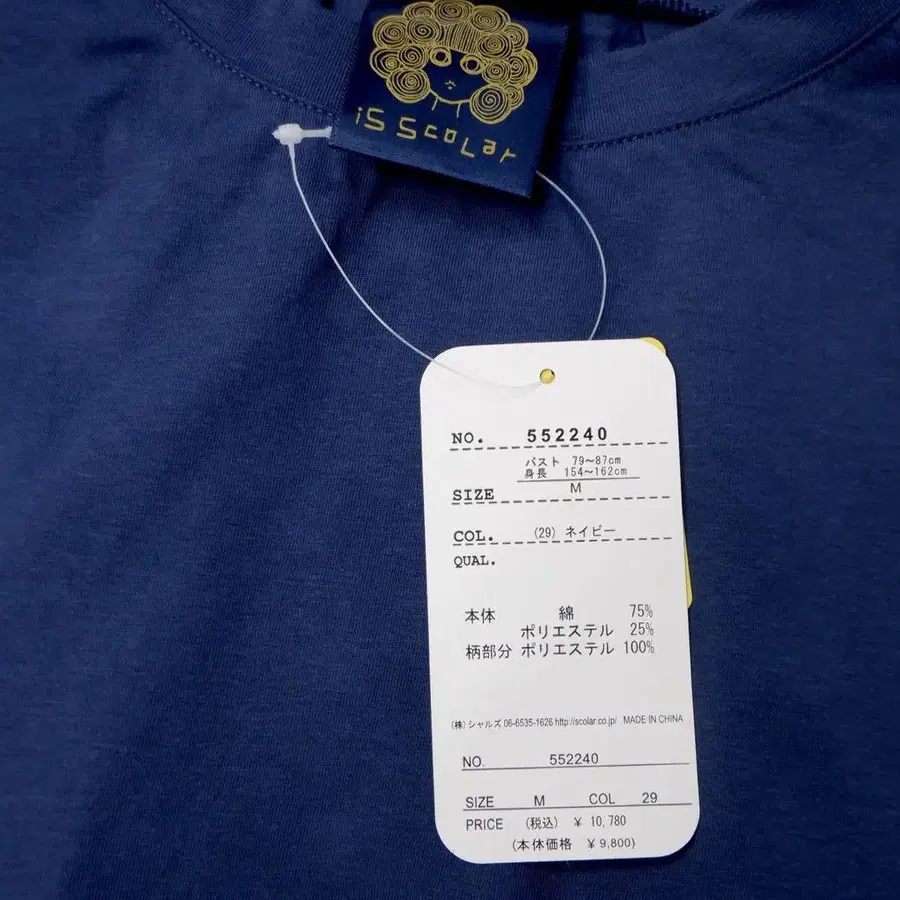 iS ScoLar
NO. 552240
バスト 79~87cm
身長 154~162cm
SIZE M
COL. (29) ネイビー
QUAL.
本体 綿 75%
ポリエステル 25%
柄部分 ポリエステル 100%
(株)シャルズ 06-6535-1626 http://scolar.co.jp/ MADE IN CHINA
NO. 552240
SIZE M COL 29
PRICE (税込) ¥ 10,780
(本体価格 ¥ 9,800)